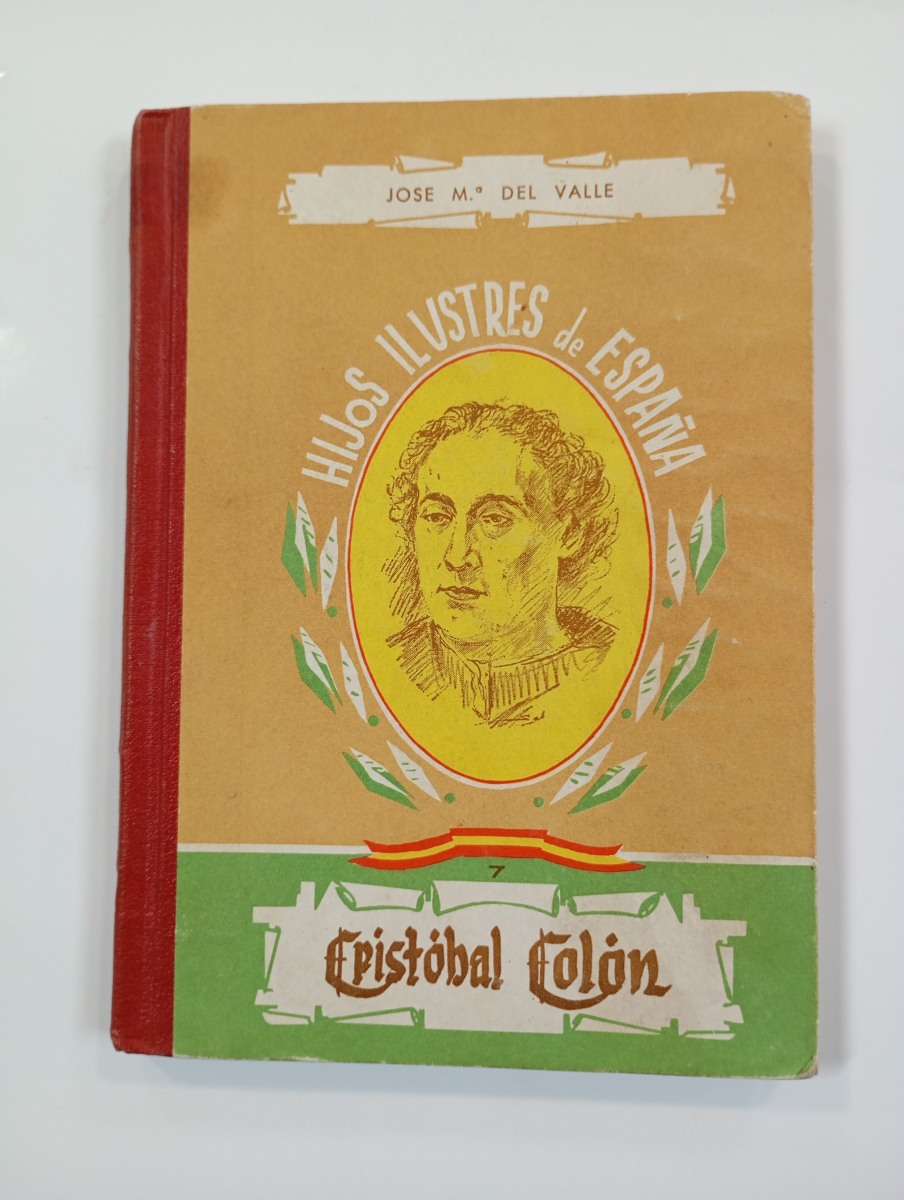 JOSE M.ª DEL VALLE
HIJOS ILUSTRES de ESPAÑA
7
Cristóbal Colón